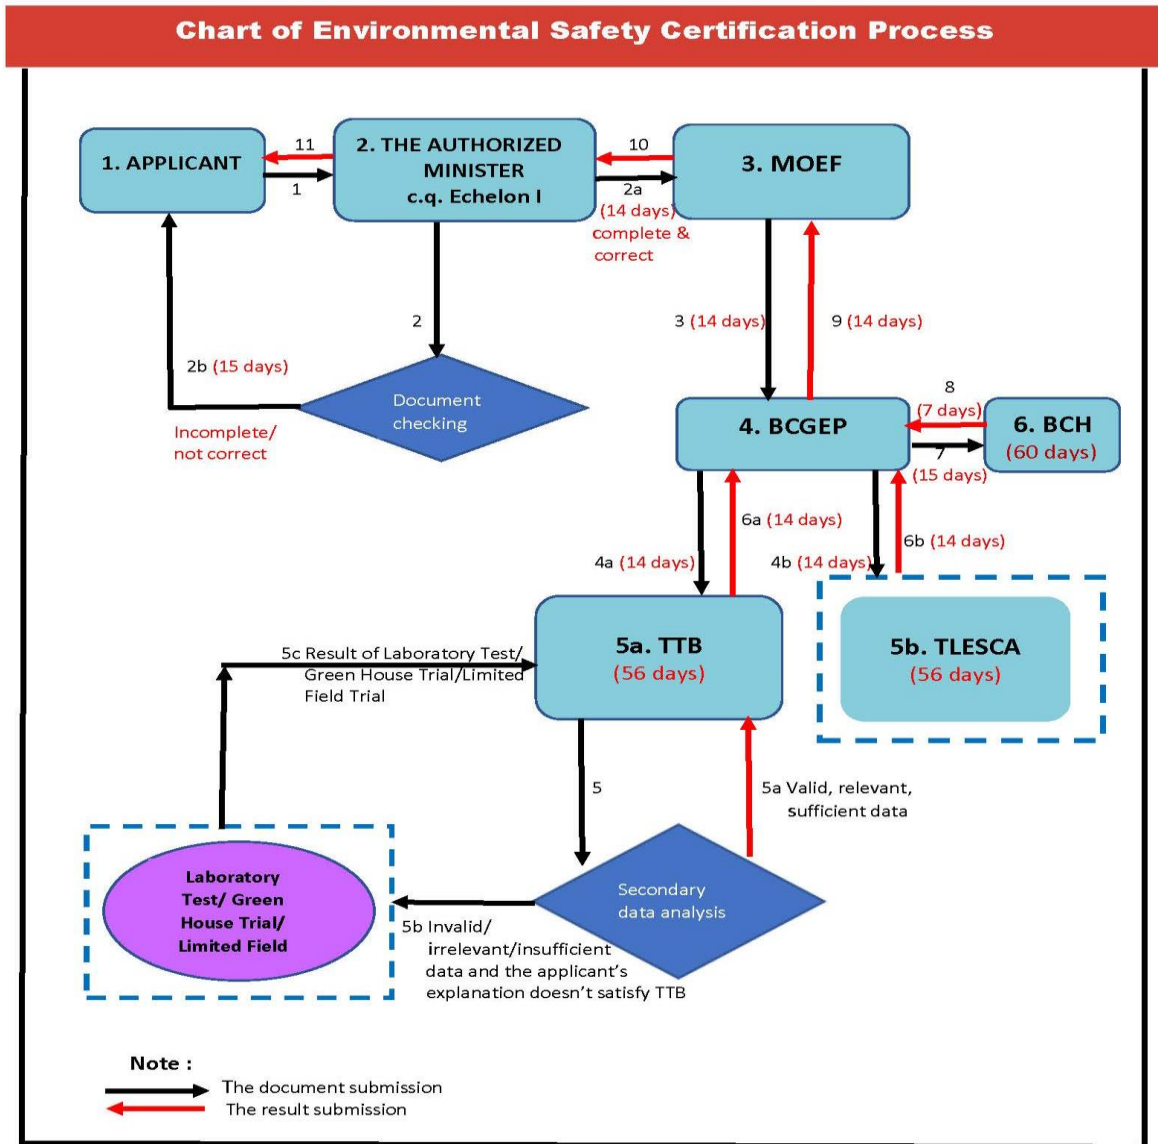 Chart of Environmental Safety Certification Process
1. APPLICANT
11
1
2. THE AUTHORIZED
MINISTER
c.q. Echelon I
10
2a
(14 days)
complete &
correct
3. MOEF
2
3 (14 days)
9 (14 days)
2b (15 days)
Document
checking
Incomplete/
not correct
4. BCGEP
8
(7 days)
7
(15 days)
6. BCH
(60 days)
6a (14 days)
4a (14 days)
4b (14 days)
6b (14 days)
5a. TTB
(56 days)
5b. TLESCA
(56 days)
5c Result of Laboratory Test/
Green House Trial/Limited
Field Trial
5
5a Valid, relevant,
sufficient data
Laboratory
Test/ Green
House Trial/
Limited Field
Secondary
data analysis
5b Invalid/
irrelevant/insufficient
data and the applicant's
explanation doesn't satisfy TTB
Note :
The document submission
The result submission